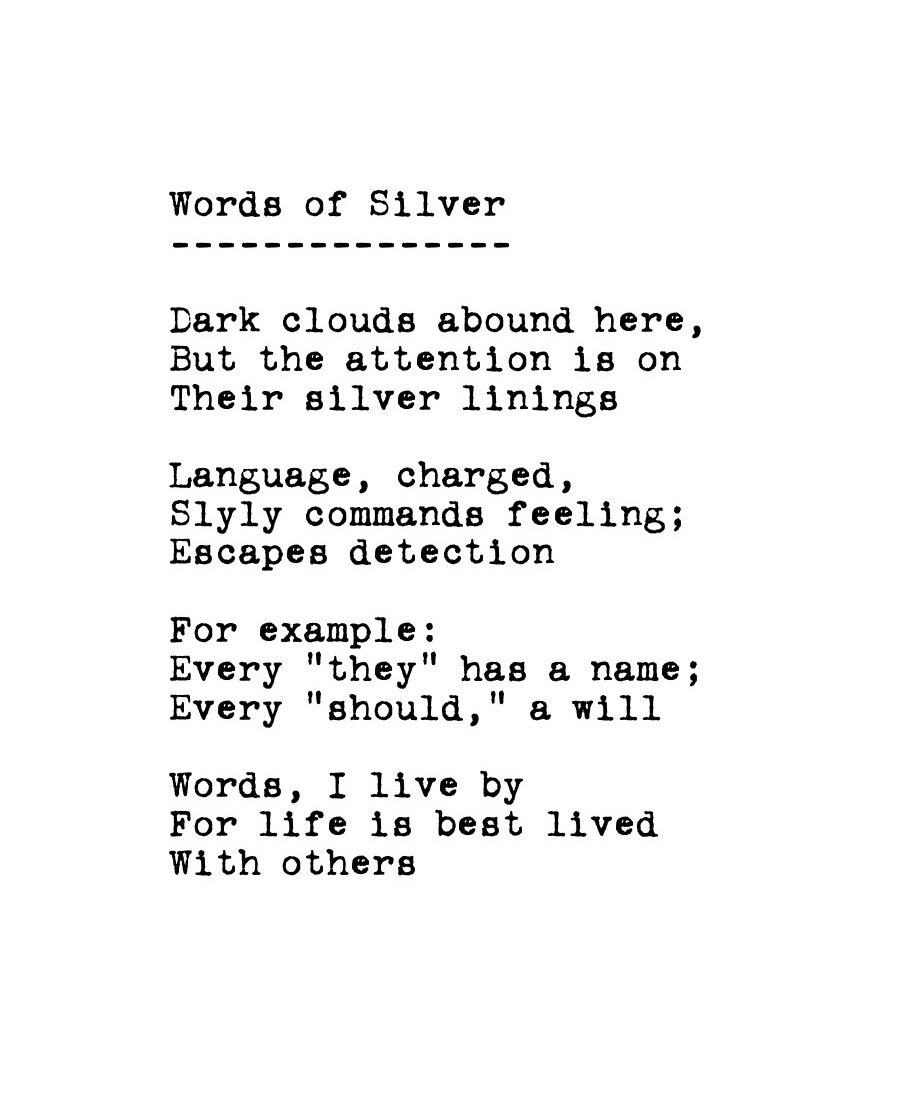 Words of Silver
---------------
Dark clouds abound here,
But the attention is on
Their silver linings
Language, charged,
Slyly commands feeling;
Escapes detection
For example:
Every "they" has a name;
Every "should," a will
Words, I live by
For life is best lived
With others